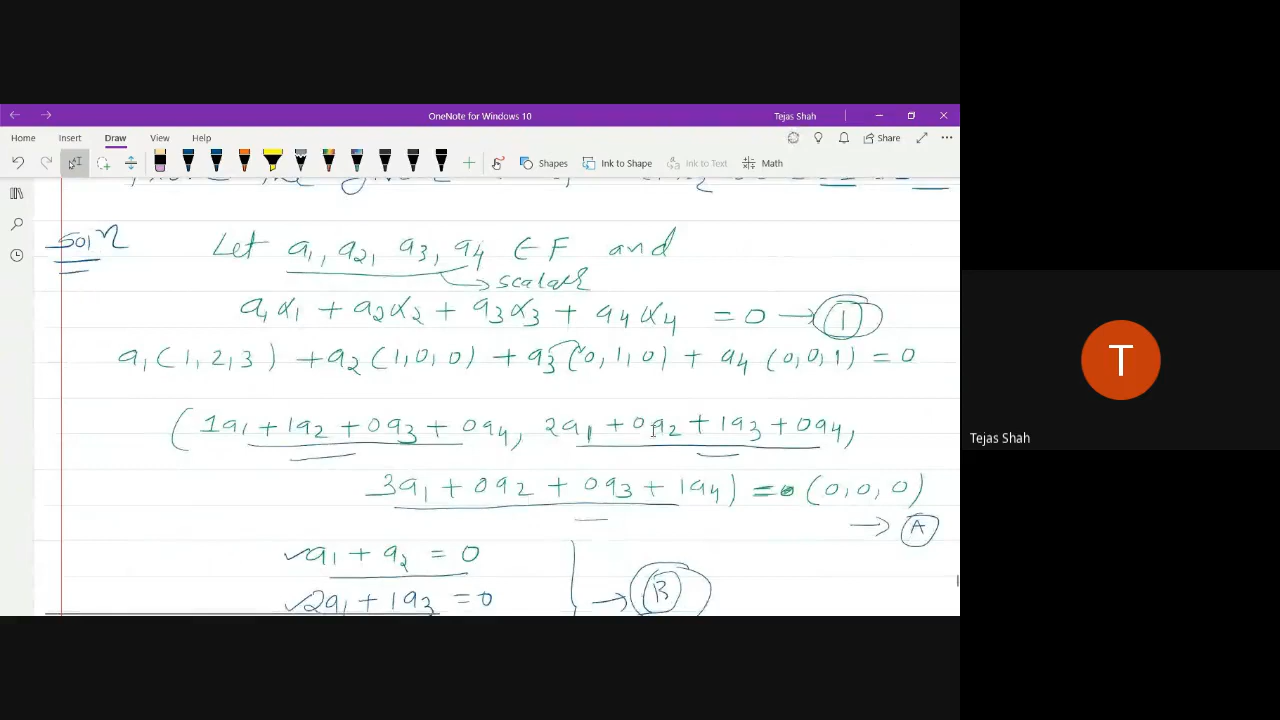 OneNote for Windows 10
Tejas Shah
Home Insert Draw View Help
Share
Shapes Ink to Shape Ink to Text Math
Solη
Let a1, a2, a3, a4 ∈ F and
→ scalars
a1α1 + a2α2 + a3α3 + a4α4 = 0 → ①
a1(1,2,3) + a2(1,0,0) + a3(0,1,0) + a4(0,0,1) = 0
(1a1 + 1a2 + 0a3 + 0a4, 2a1 + 0a2 + 1a3 + 0a4,
3a1 + 0a2 + 0a3 + 1a4) = (0,0,0)
→ Ⓐ
✓a1 + a2 = 0
✓2a1 + 1a3 = 0 → Ⓑ
T
Tejas Shah